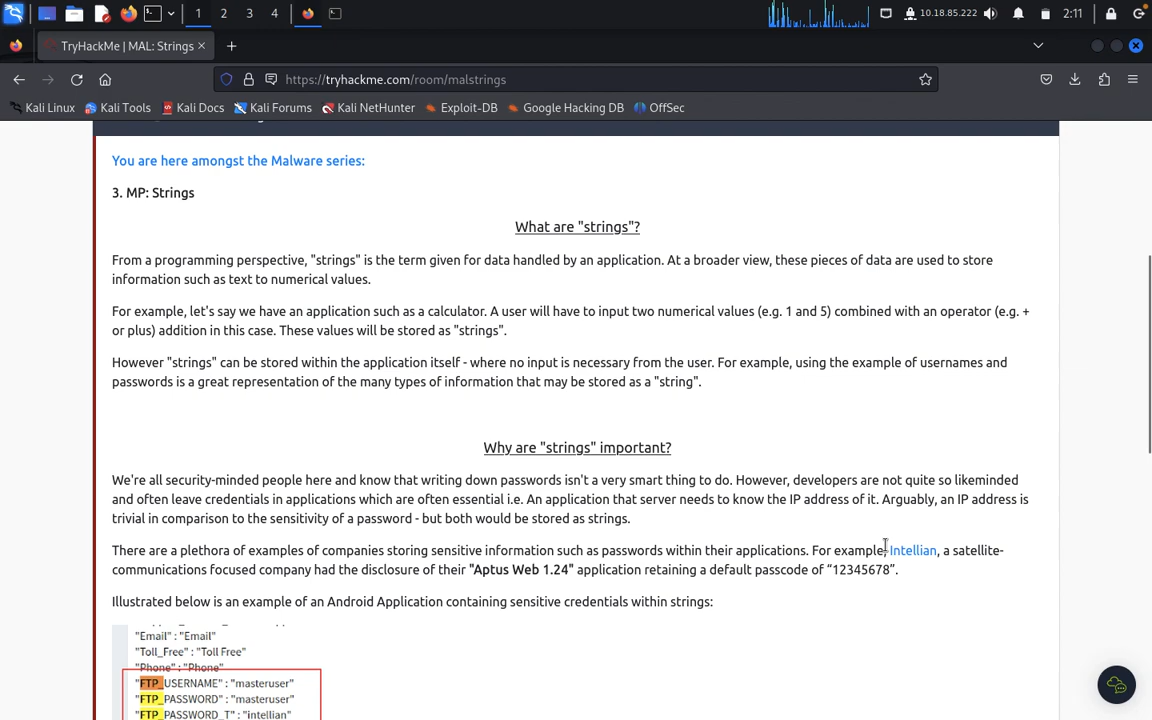 1 2 3 4
10.18.85.222
2:11
TryHackMe | MAL: Strings
https://tryhackme.com/room/malstrings
Kali Linux Kali Tools Kali Docs Kali Forums Kali NetHunter Exploit-DB Google Hacking DB OffSec
You are here amongst the Malware series:
3. MP: Strings
What are "strings"?
From a programming perspective, "strings" is the term given for data handled by an application. At a broader view, these pieces of data are used to store
information such as text to numerical values.
For example, let's say we have an application such as a calculator. A user will have to input two numerical values (e.g. 1 and 5) combined with an operator (e.g. +
or plus) addition in this case. These values will be stored as "strings".
However "strings" can be stored within the application itself - where no input is necessary from the user. For example, using the example of usernames and
passwords is a great representation of the many types of information that may be stored as a "string".
Why are "strings" important?
We're all security-minded people here and know that writing down passwords isn't a very smart thing to do. However, developers are not quite so likeminded
and often leave credentials in applications which are often essential i.e. An application that server needs to know the IP address of it. Arguably, an IP address is
trivial in comparison to the sensitivity of a password - but both would be stored as strings.
There are a plethora of examples of companies storing sensitive information such as passwords within their applications. For example, Intellian, a satellite-
communications focused company had the disclosure of their "Aptus Web 1.24" application retaining a default passcode of “12345678”.
Illustrated below is an example of an Android Application containing sensitive credentials within strings:
"Email" : "Email"
"Toll_Free" : "Toll Free"
"Phone" : "Phone"
"FTP_USERNAME" : "masteruser"
"FTP_PASSWORD" : "masteruser"
"FTP_PASSWORD_T" : "intellian"